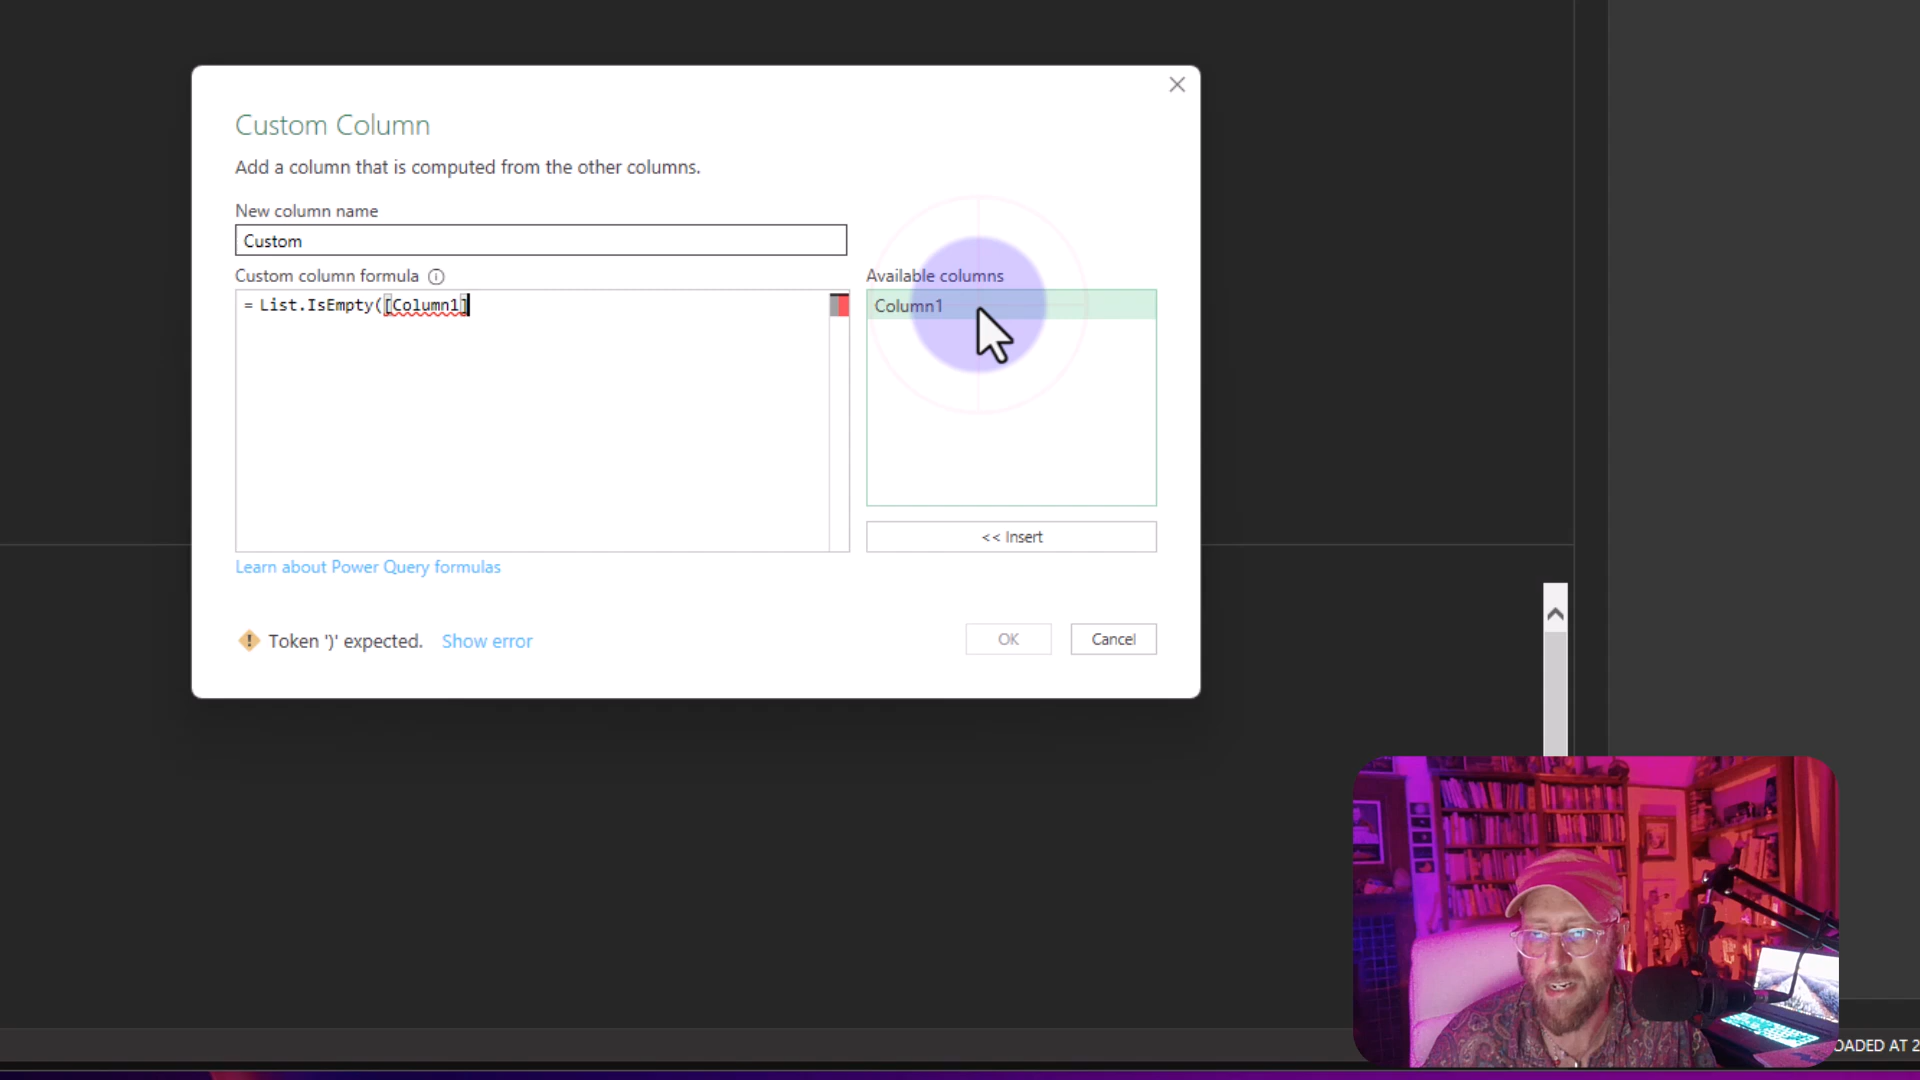 Custom Column
Add a column that is computed from the other columns.
New column name
Custom
Custom column formula
Available columns
= List.IsEmpty([Column1]
Column1
<< Insert
Learn about Power Query formulas
Token ')' expected. Show error
OK
Cancel
OADED AT 2